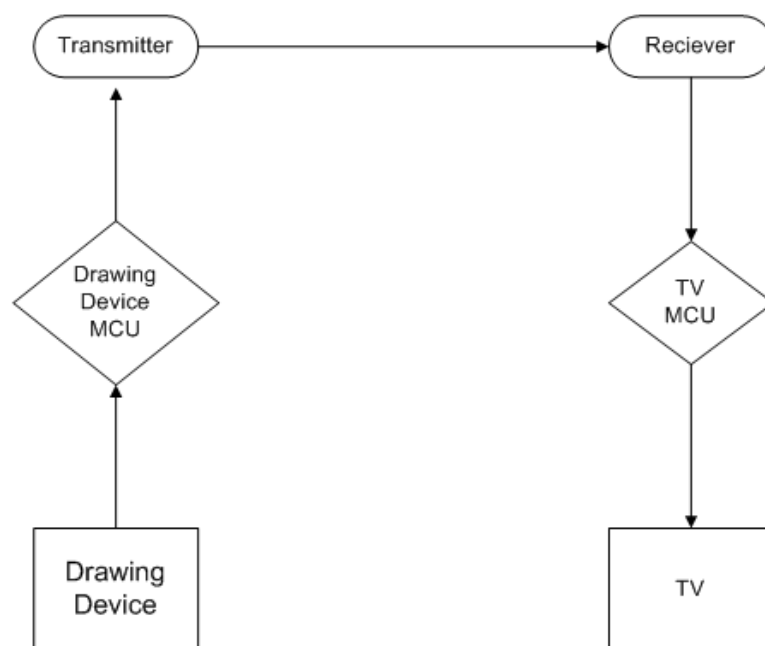 Transmitter
Reciever
Drawing
Device
MCU
TV
MCU
Drawing
Device
TV